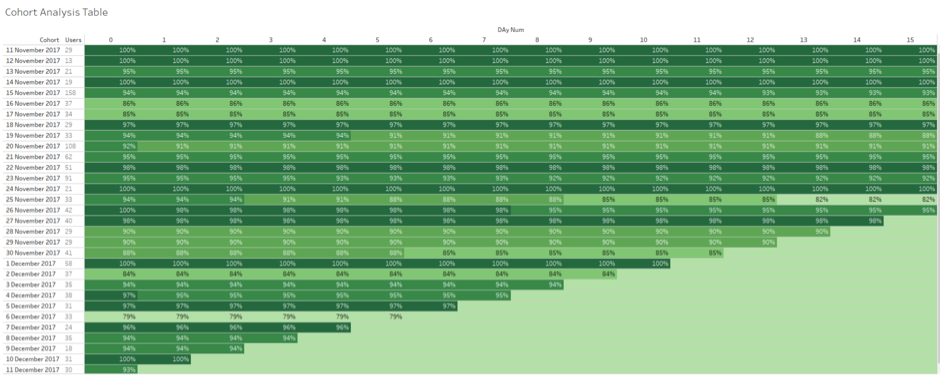 Cohort Analysis Table
DAy Num
Cohort Users 0 1 2 3 4 5 6 7 8 9 10 11 12 13 14 15
11 November 2017 29 100% 100% 100% 100% 100% 100% 100% 100% 100% 100% 100% 100% 100% 100% 100% 100%
12 November 2017 13 100% 100% 100% 100% 100% 100% 100% 100% 100% 100% 100% 100% 100% 100% 100% 100%
13 November 2017 21 95% 95% 95% 95% 95% 95% 95% 95% 95% 95% 95% 95% 95% 95% 95% 95%
14 November 2017 19 100% 100% 100% 100% 100% 100% 100% 100% 100% 100% 100% 100% 100% 100% 100% 100%
15 November 2017 158 94% 94% 94% 94% 94% 94% 94% 94% 94% 94% 94% 94% 93% 93% 93% 93%
16 November 2017 37 86% 86% 86% 86% 86% 86% 86% 86% 86% 86% 86% 86% 86% 86% 86% 86%
17 November 2017 34 85% 85% 85% 85% 85% 85% 85% 85% 85% 85% 85% 85% 85% 85% 85% 85%
18 November 2017 29 97% 97% 97% 97% 97% 97% 97% 97% 97% 97% 97% 97% 97% 97% 97% 97%
19 November 2017 33 94% 94% 94% 94% 94% 91% 91% 91% 91% 91% 91% 91% 91% 88% 88% 88%
20 November 2017 108 92% 91% 91% 91% 91% 91% 91% 91% 91% 91% 91% 91% 91% 91% 91% 91%
21 November 2017 62 95% 95% 95% 95% 95% 95% 95% 95% 95% 95% 95% 95% 95% 95% 95% 95%
22 November 2017 51 98% 98% 98% 98% 98% 98% 98% 98% 98% 98% 98% 98% 98% 98% 98% 98%
23 November 2017 91 95% 95% 95% 95% 95% 93% 93% 93% 93% 92% 92% 92% 92% 92% 92% 92%
24 November 2017 21 100% 100% 100% 100% 100% 100% 100% 100% 100% 100% 100% 100% 100% 100% 100% 100%
25 November 2017 33 94% 94% 94% 91% 91% 88% 88% 88% 88% 85% 85% 85% 85% 82% 82% 82%
26 November 2017 42 100% 98% 98% 98% 98% 98% 98% 98% 95% 95% 95% 95% 95% 95% 95% 95%
27 November 2017 40 98% 98% 98% 98% 98% 98% 98% 98% 98% 98% 98% 98% 98% 98% 98%
28 November 2017 29 90% 90% 90% 90% 90% 90% 90% 90% 90% 90% 90% 90% 90% 90%
29 November 2017 29 90% 90% 90% 90% 90% 90% 90% 90% 90% 90% 90% 90% 90%
30 November 2017 41 88% 88% 88% 88% 88% 88% 85% 85% 85% 85% 85% 85%
1 December 2017 58 100% 100% 100% 100% 100% 100% 100% 100% 100% 100% 100%
2 December 2017 37 84% 84% 84% 84% 84% 84% 84% 84% 84% 84%
3 December 2017 35 94% 94% 94% 94% 94% 94% 94% 94% 94%
4 December 2017 38 97% 95% 95% 95% 95% 95% 95% 95%
5 December 2017 31 97% 97% 97% 97% 97% 97% 97%
6 December 2017 33 79% 79% 79% 79% 79% 79%
7 December 2017 24 96% 96% 96% 96% 96%
8 December 2017 35 94% 94% 94% 94%
9 December 2017 18 94% 94% 94%
10 December 2017 31 100% 100%
11 December 2017 30 93%